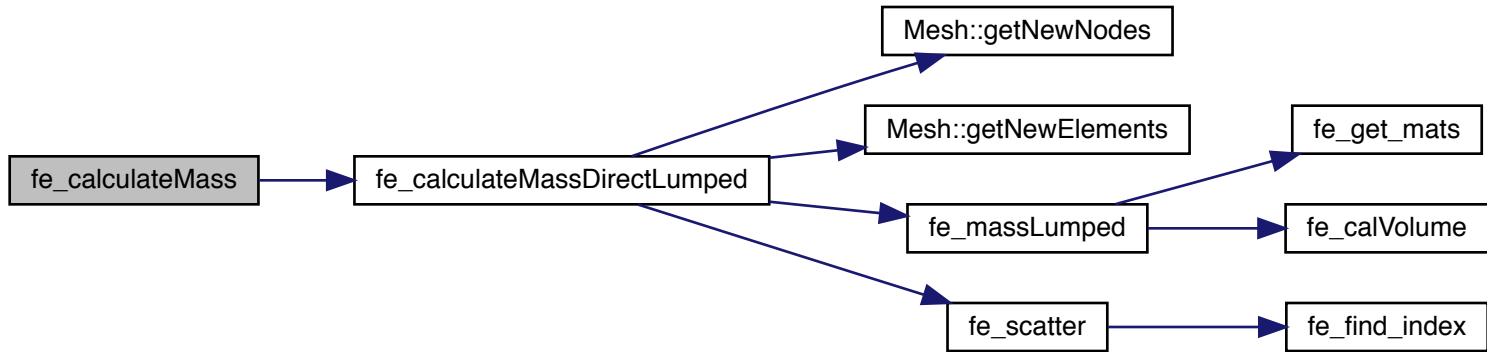 Mesh::getNewNodes
Mesh::getNewElements
fe_get_mats
fe_calculateMass
fe_calculateMassDirectLumped
fe_massLumped
fe_calVolume
fe_scatter
fe_find_index